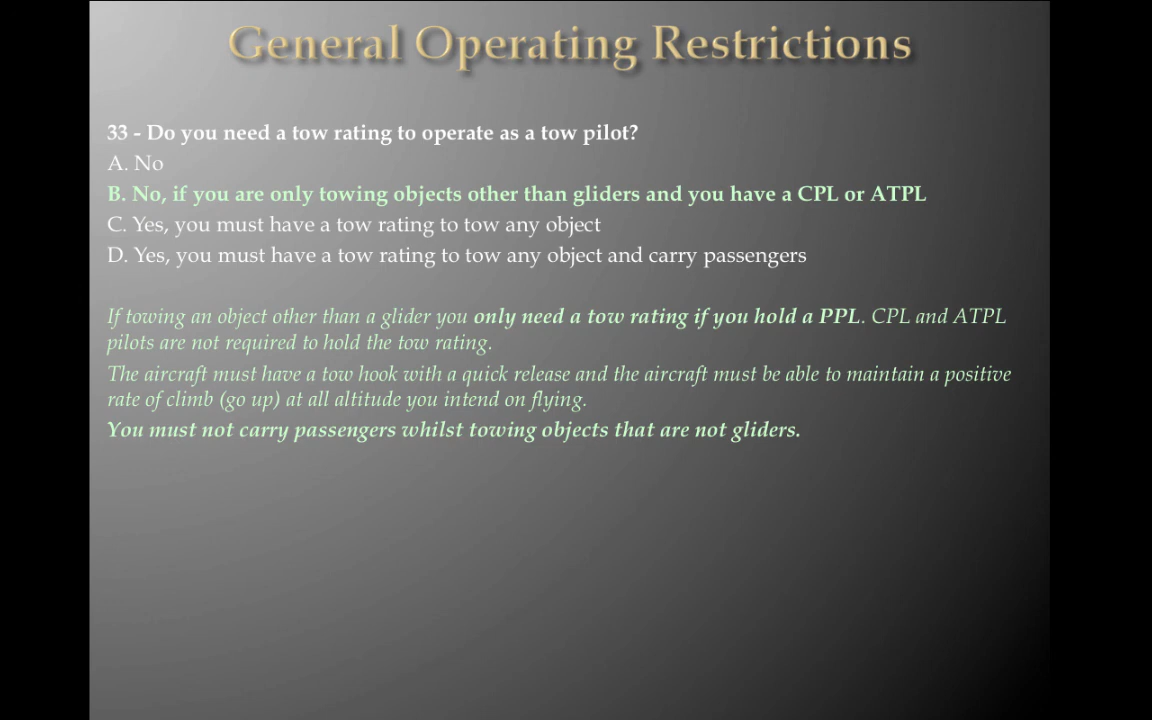 General Operating Restrictions
33 - Do you need a tow rating to operate as a tow pilot?
A. No
B. No, if you are only towing objects other than gliders and you have a CPL or ATPL
C. Yes, you must have a tow rating to tow any object
D. Yes, you must have a tow rating to tow any object and carry passengers
If towing an object other than a glider you only need a tow rating if you hold a PPL. CPL and ATPL
pilots are not required to hold the tow rating.
The aircraft must have a tow hook with a quick release and the aircraft must be able to maintain a positive
rate of climb (go up) at all altitude you intend on flying.
You must not carry passengers whilst towing objects that are not gliders.